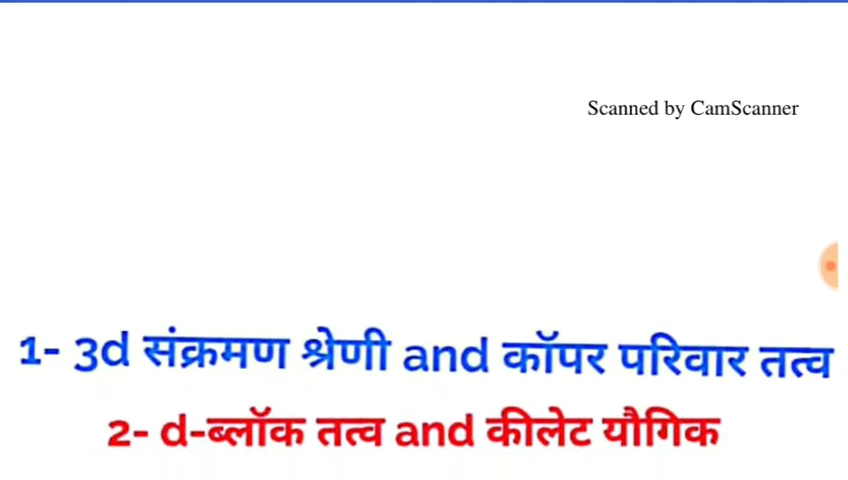 Scanned by CamScanner
1- 3d संक्रमण श्रेणी and कॉपर परिवार तत्व
2- d-ब्लॉक तत्व and कीलेट यौगिक